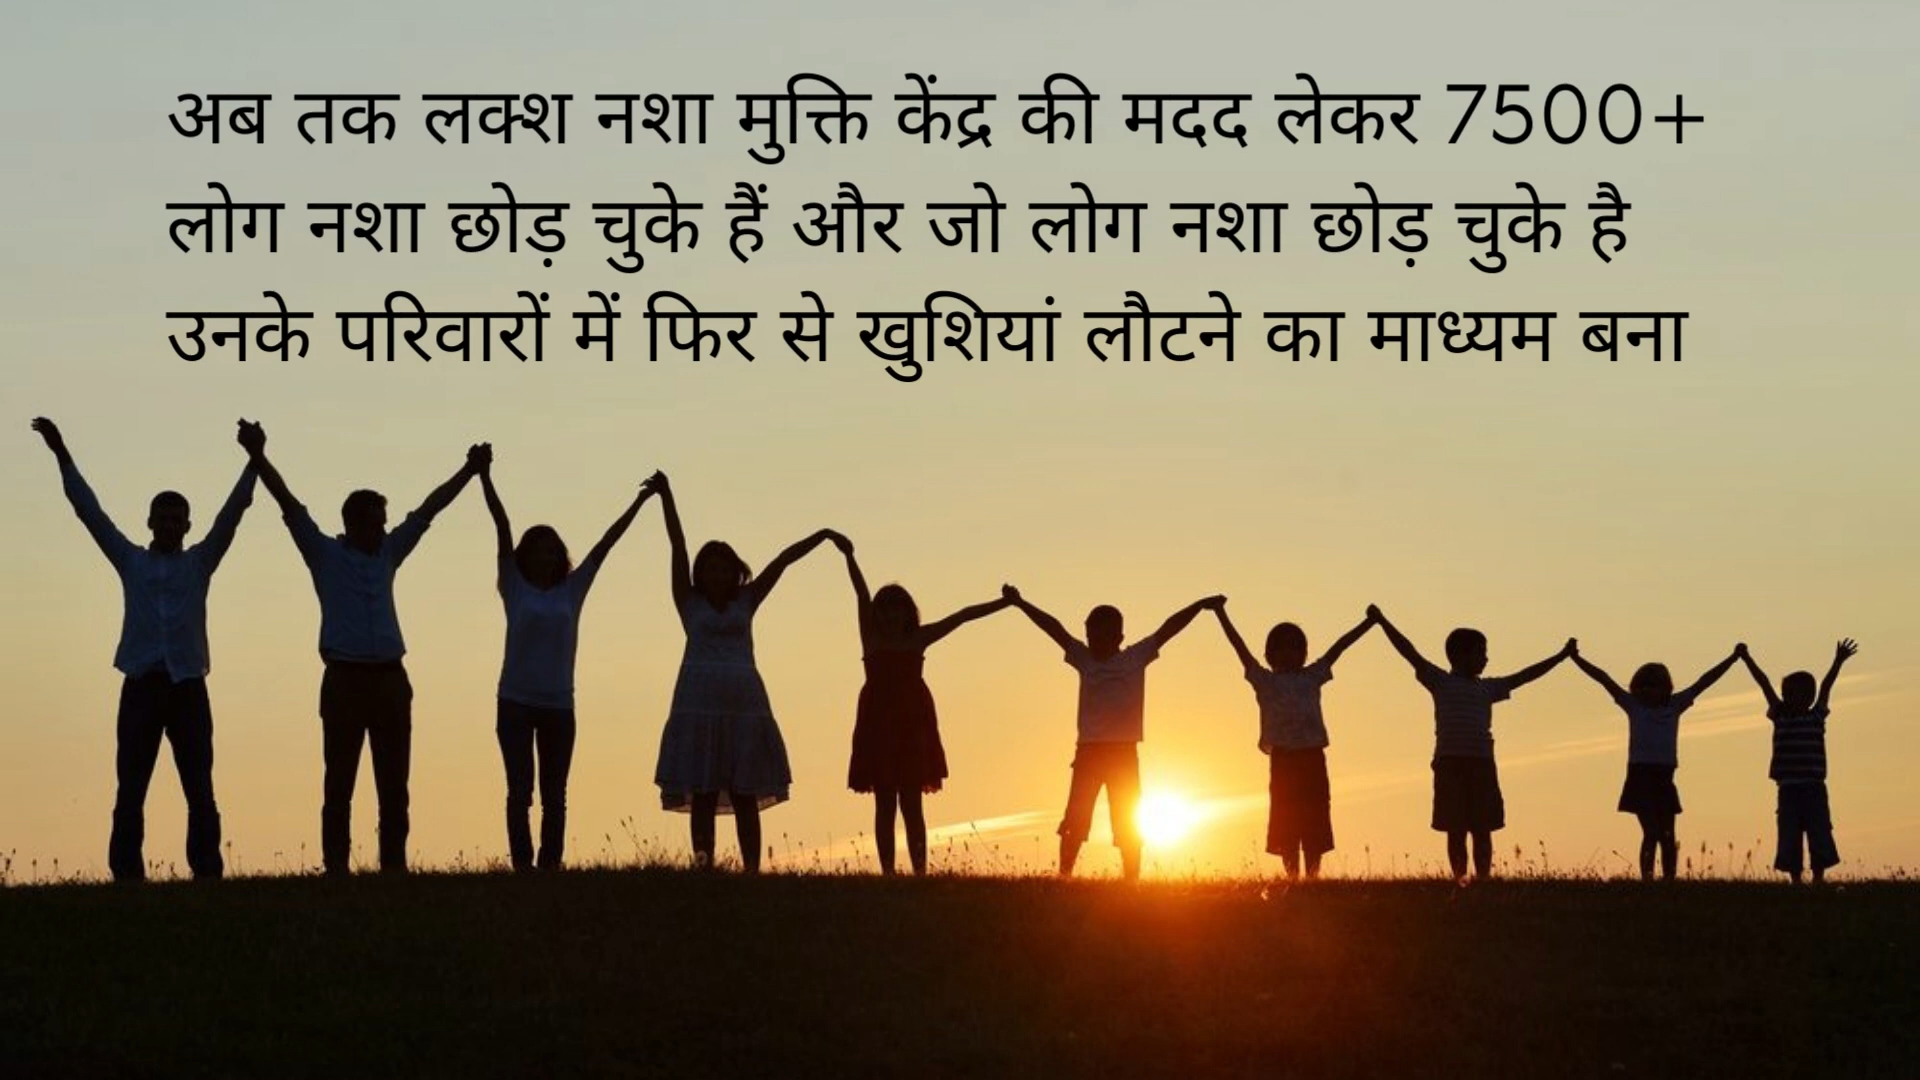 अब तक लक्श नशा मुक्ति केंद्र की मदद लेकर 7500+
लोग नशा छोड़ चुके हैं और जो लोग नशा छोड़ चुके है
उनके परिवारों में फिर से खुशियां लौटने का माध्यम बना